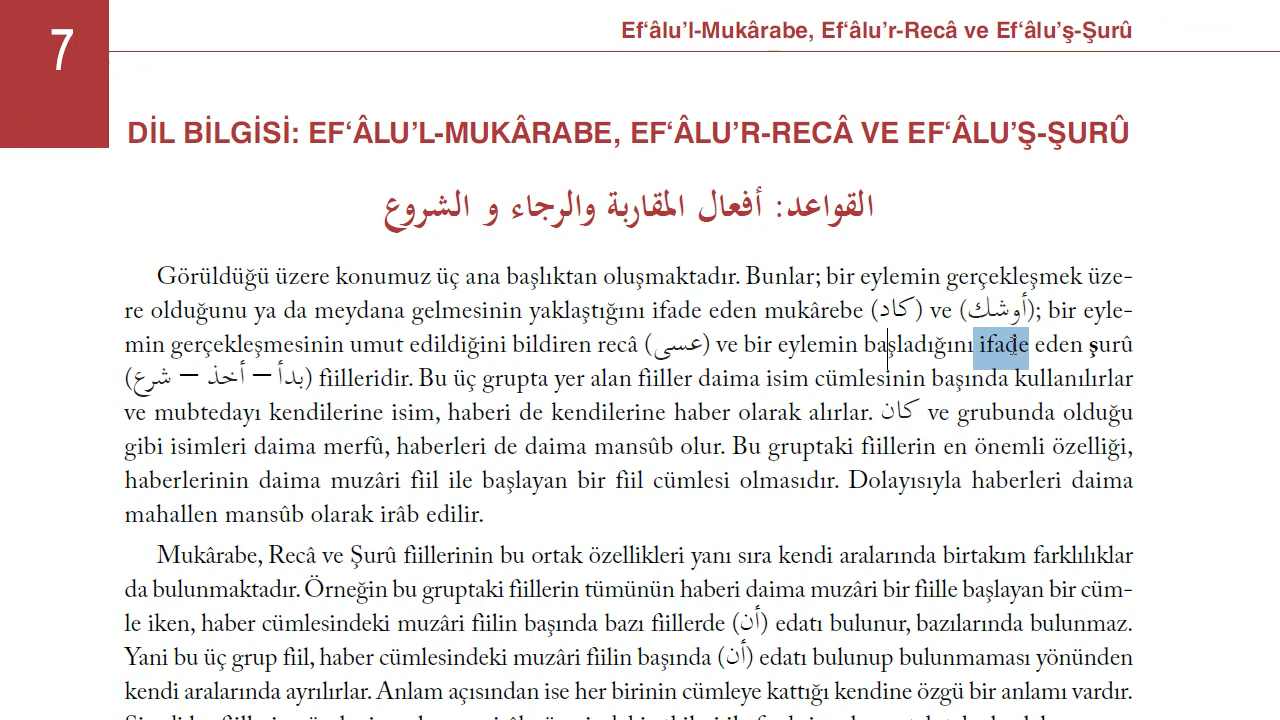 7
Ef‘âlu’l-Mukârabe, Ef‘âlu’r-Recâ ve Ef‘âlu’ş-Şurû
DİL BİLGİSİ: EF‘ÂLU’L-MUKÂRABE, EF‘ÂLU’R-RECÂ VE EF‘ÂLU’Ş-ŞURÛ
القواعد: أفعال المقاربة والرجاء و الشروع
Görüldüğü üzere konumuz üç ana başlıktan oluşmaktadır. Bunlar; bir eylemin gerçekleşmek üze-
re olduğunu ya da meydana gelmesinin yaklaştığını ifade eden mukârebe (كاد) ve (أوشك); bir eyle-
min gerçekleşmesinin umut edildiğini bildiren recâ (عسى) ve bir eylemin başladığını ifade eden şurû
(بدأ – أخذ – شرع) fiilleridir. Bu üç grupta yer alan fiiller daima isim cümlesinin başında kullanılırlar
ve mubtedayı kendilerine isim, haberi de kendilerine haber olarak alırlar. كان ve grubunda olduğu
gibi isimleri daima merfû, haberleri de daima mansûb olur. Bu gruptaki fiillerin en önemli özelliği,
haberlerinin daima muzâri fiil ile başlayan bir fiil cümlesi olmasıdır. Dolayısıyla haberleri daima
mahallen mansûb olarak irâb edilir.
Mukârabe, Recâ ve Şurû fiillerinin bu ortak özellikleri yanı sıra kendi aralarında birtakım farklılıklar
da bulunmaktadır. Örneğin bu gruptaki fiillerin tümünün haberi daima muzâri bir fiille başlayan bir cüm-
le iken, haber cümlesindeki muzâri fiilin başında bazı fiillerde (أن) edatı bulunur, bazılarında bulunmaz.
Yani bu üç grup fiil, haber cümlesindeki muzâri fiilin başında (أن) edatı bulunup bulunmaması yönünden
kendi aralarında ayrılırlar. Anlam açısından ise her birinin cümleye kattığı kendine özgü bir anlamı vardır.